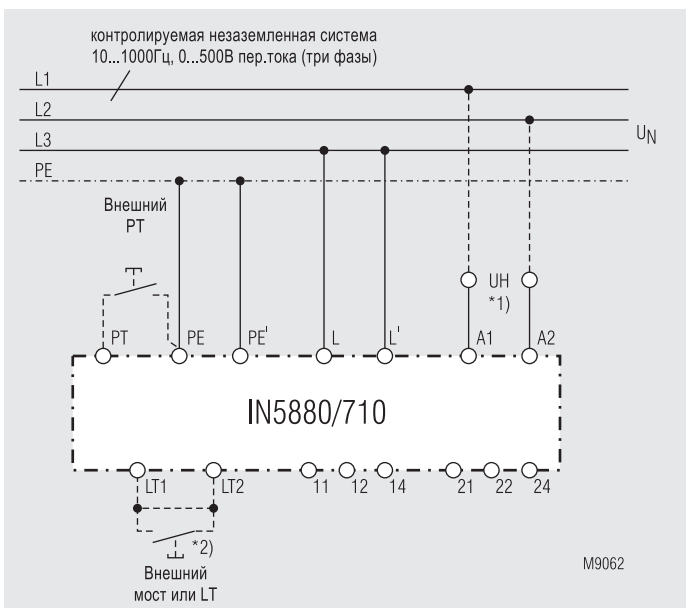 контролируемая незаземленная система
10...1000Гц, 0...500В пер.тока (три фазы)
L1
L2
L3
UN
PE
Внешний
PT
UH
*1)
PT
PE
PE'
L
L'
A1
A2
IN5880/710
LT1
LT2
11
12
14
21
22
24
*2)
Внешний
мост или LT
M9062